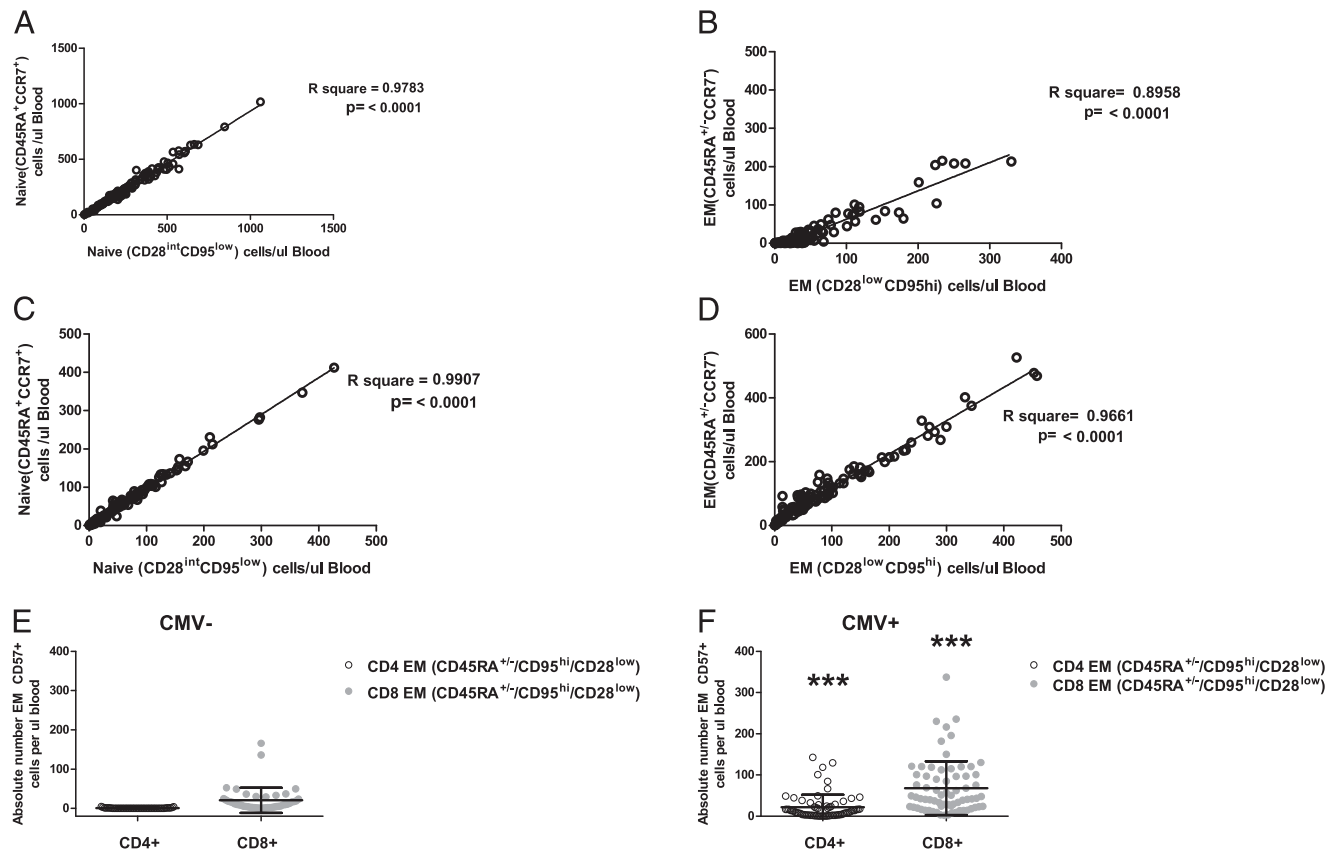 A
1500
1000
500
0
0 500 1000 1500
Naive(CD45RA+CCR7+)
cells /ul Blood
Naive (CD28intCD95low) cells/ul Blood
R square = 0.9783
p= < 0.0001
B
500
400
300
200
100
0
0 100 200 300 400
EM(CD45RA+/-CCR7-)
cells/ul Blood
EM (CD28lowCD95hi) cells/ul Blood
R square= 0.8958
p= < 0.0001
C
500
400
300
200
100
0
0 100 200 300 400 500
Naive(CD45RA+CCR7+)
cells /ul Blood
Naive (CD28intCD95low) cells/ul Blood
R square = 0.9907
p= < 0.0001
D
600
400
200
0
0 100 200 300 400 500
EM(CD45RA+/-CCR7-)
cells/ul Blood
EM (CD28lowCD95hi) cells/ul Blood
R square= 0.9661
p= < 0.0001
E
CMV-
400
300
200
100
0
Absolute number EM CD57+
cells per ul blood
CD4+ CD8+
CD4 EM (CD45RA+/-/CD95hi/CD28low)
CD8 EM (CD45RA+/-/CD95hi/CD28low)
F
CMV+
***
***
400
300
200
100
0
Absolute number EM CD57+
cells per ul blood
CD4+ CD8+
CD4 EM (CD45RA+/-/CD95hi/CD28low)
CD8 EM (CD45RA+/-/CD95hi/CD28low)